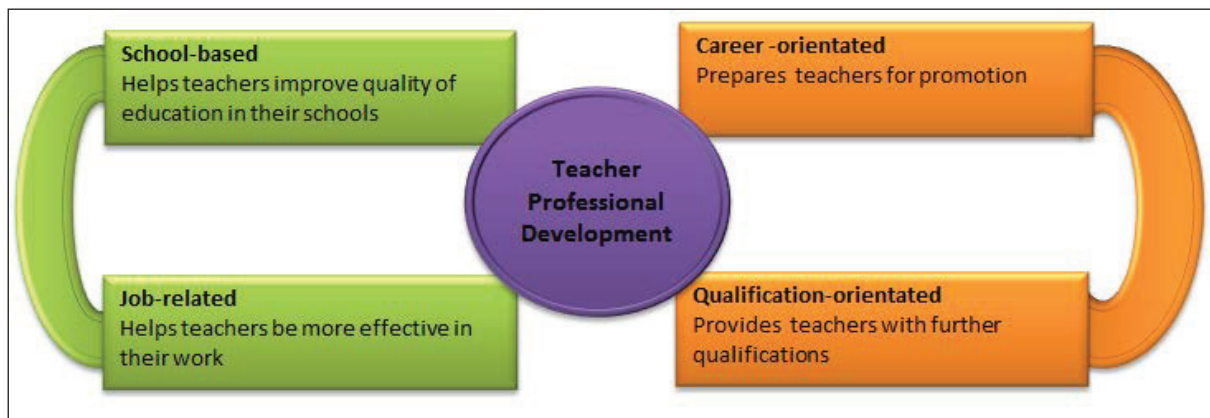 School-based
Helps teachers improve quality of
education in their schools
Career -orientated
Prepares teachers for promotion
Teacher
Professional
Development
Job-related
Helps teachers be more effective in
their work
Qualification-orientated
Provides teachers with further
qualifications